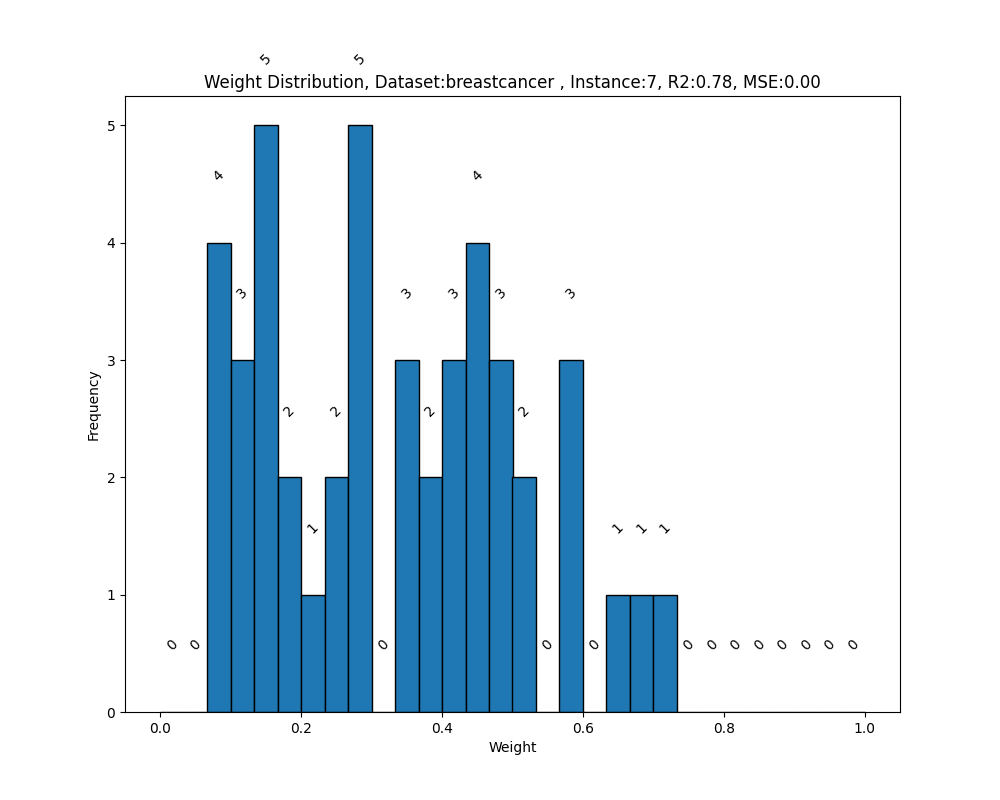 5 5
Weight Distribution, Dataset:breastcancer , Instance:7, R2:0.78, MSE:0.00
5
4 4
4
3 3 3 3 3
3
2 2 2 2
Frequency
2
1 1 1 1
1
0 0 0 0 0 0 0 0 0 0 0 0 0
0
0.0 0.2 0.4 0.6 0.8 1.0
Weight